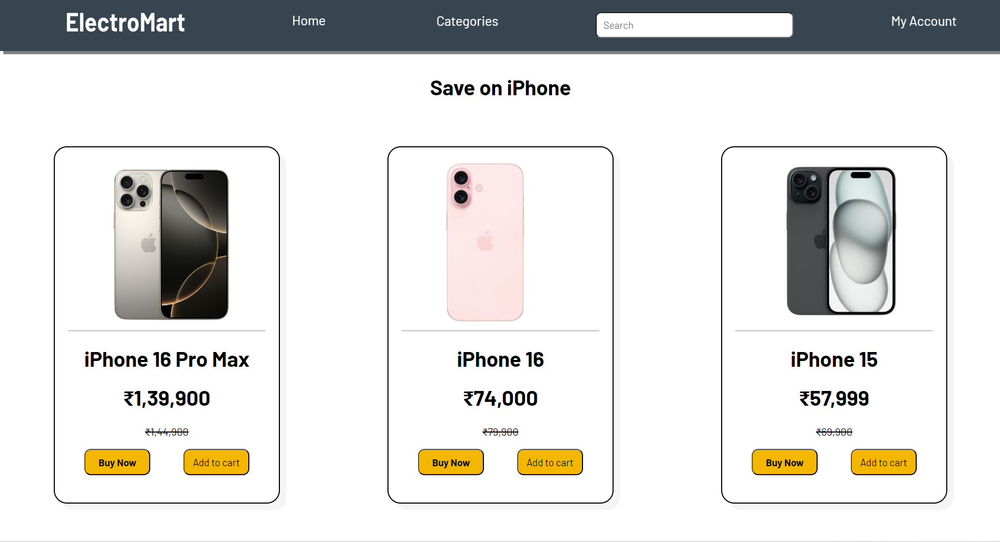 ElectroMart Home Categories Search My Account
Save on iPhone
iPhone 16 Pro Max
₹1,39,900
₹1,44,900
Buy Now Add to cart
iPhone 16
₹74,000
₹79,900
Buy Now Add to cart
iPhone 15
₹57,999
₹69,900
Buy Now Add to cart